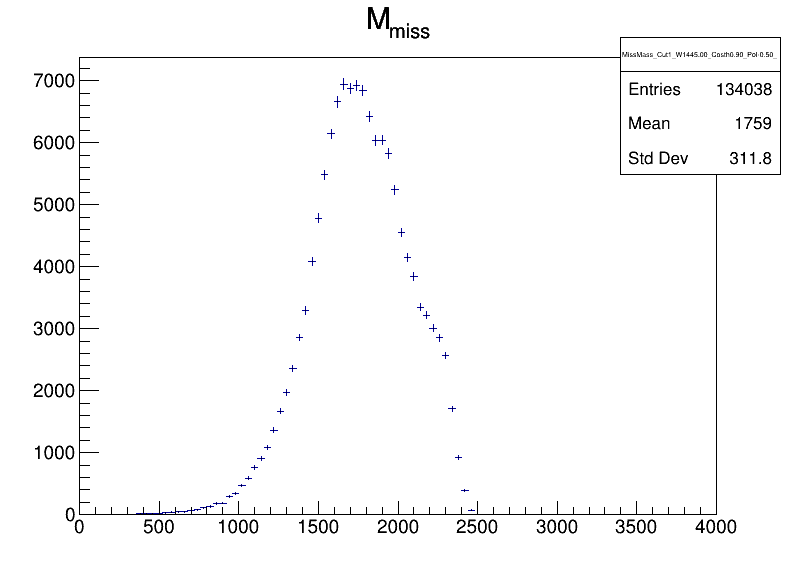 M_miss
MissMass_Cut1_W1445.00_Costh0.90_Pol-0.50_
Entries 134038
Mean 1759
Std Dev 311.8
7000
6000
5000
4000
3000
2000
1000
0
0 500 1000 1500 2000 2500 3000 3500 4000